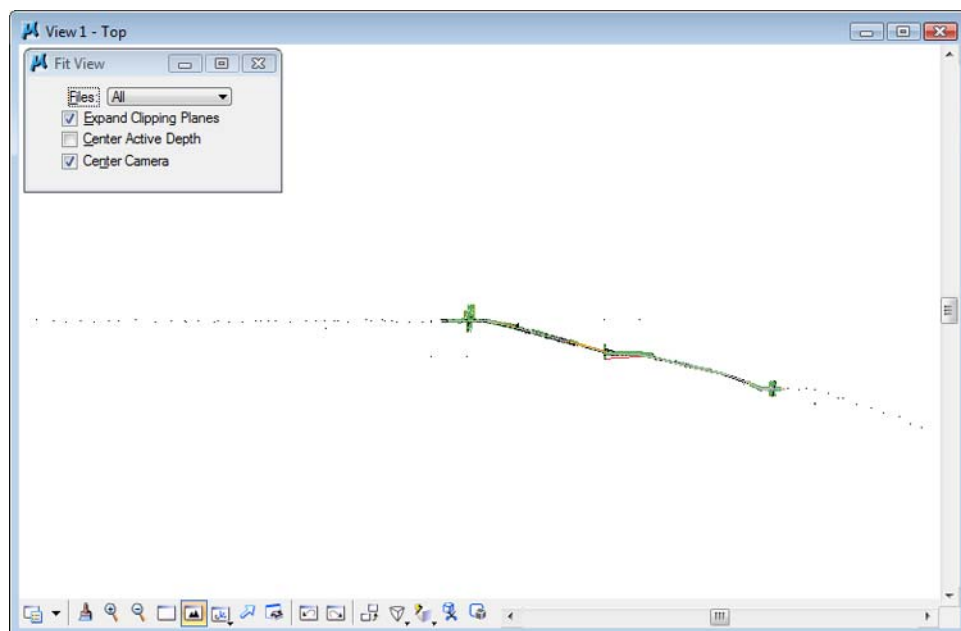 View 1 - Top
Fit View
Files: All
Expand Clipping Planes
Center Active Depth
Center Camera